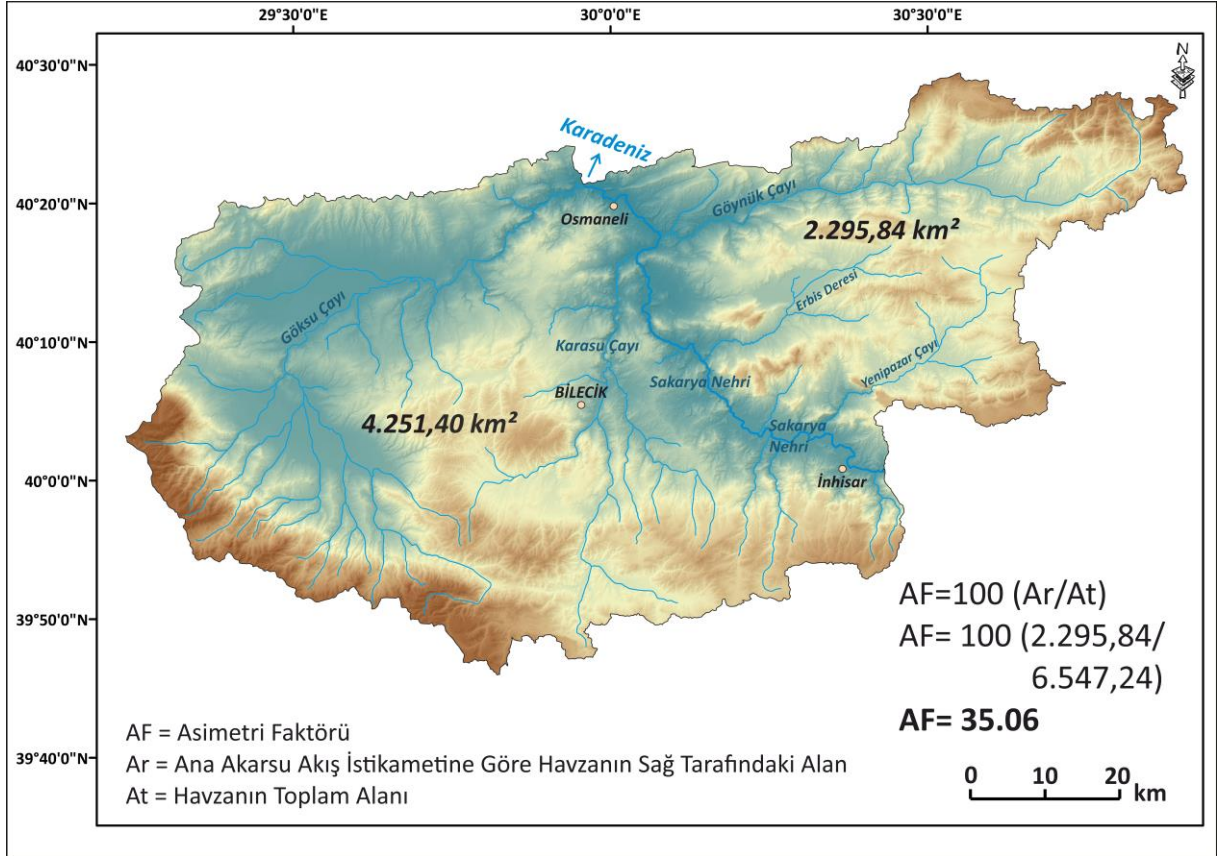 29°30'0"E 30°0'0"E 30°30'0"E
40°30'0"N
N
Karadeniz
40°20'0"N
Osmaneli
Göynük Çayı
2.295,84 km²
Göksu Çayı
Erbis Deresi
40°10'0"N
Karasu Çayı
Sakarya Nehri
Yenipazar Çayı
BİLECİK
4.251,40 km²
Sakarya
Nehri
40°0'0"N
İnhisar
39°50'0"N
AF=100 (Ar/At)
AF= 100 (2.295,84/
6.547,24)
AF= 35.06
AF = Asimetri Faktörü
Ar = Ana Akarsu Akış İstikametine Göre Havzanın Sağ Tarafındaki Alan
At = Havzanın Toplam Alanı
39°40'0"N
0 10 20
km